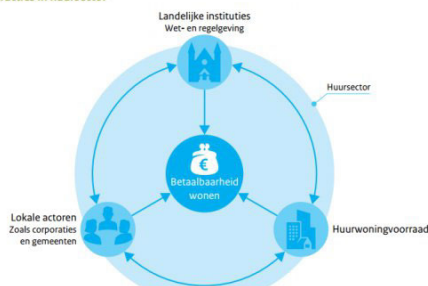 Landelijke instituties
Wet- en regelgeving
Huursector
€
Betaalbaarheid
wonen
Lokale actoren
Zoals corporaties
en gemeenten
Huurwoningvoorraad